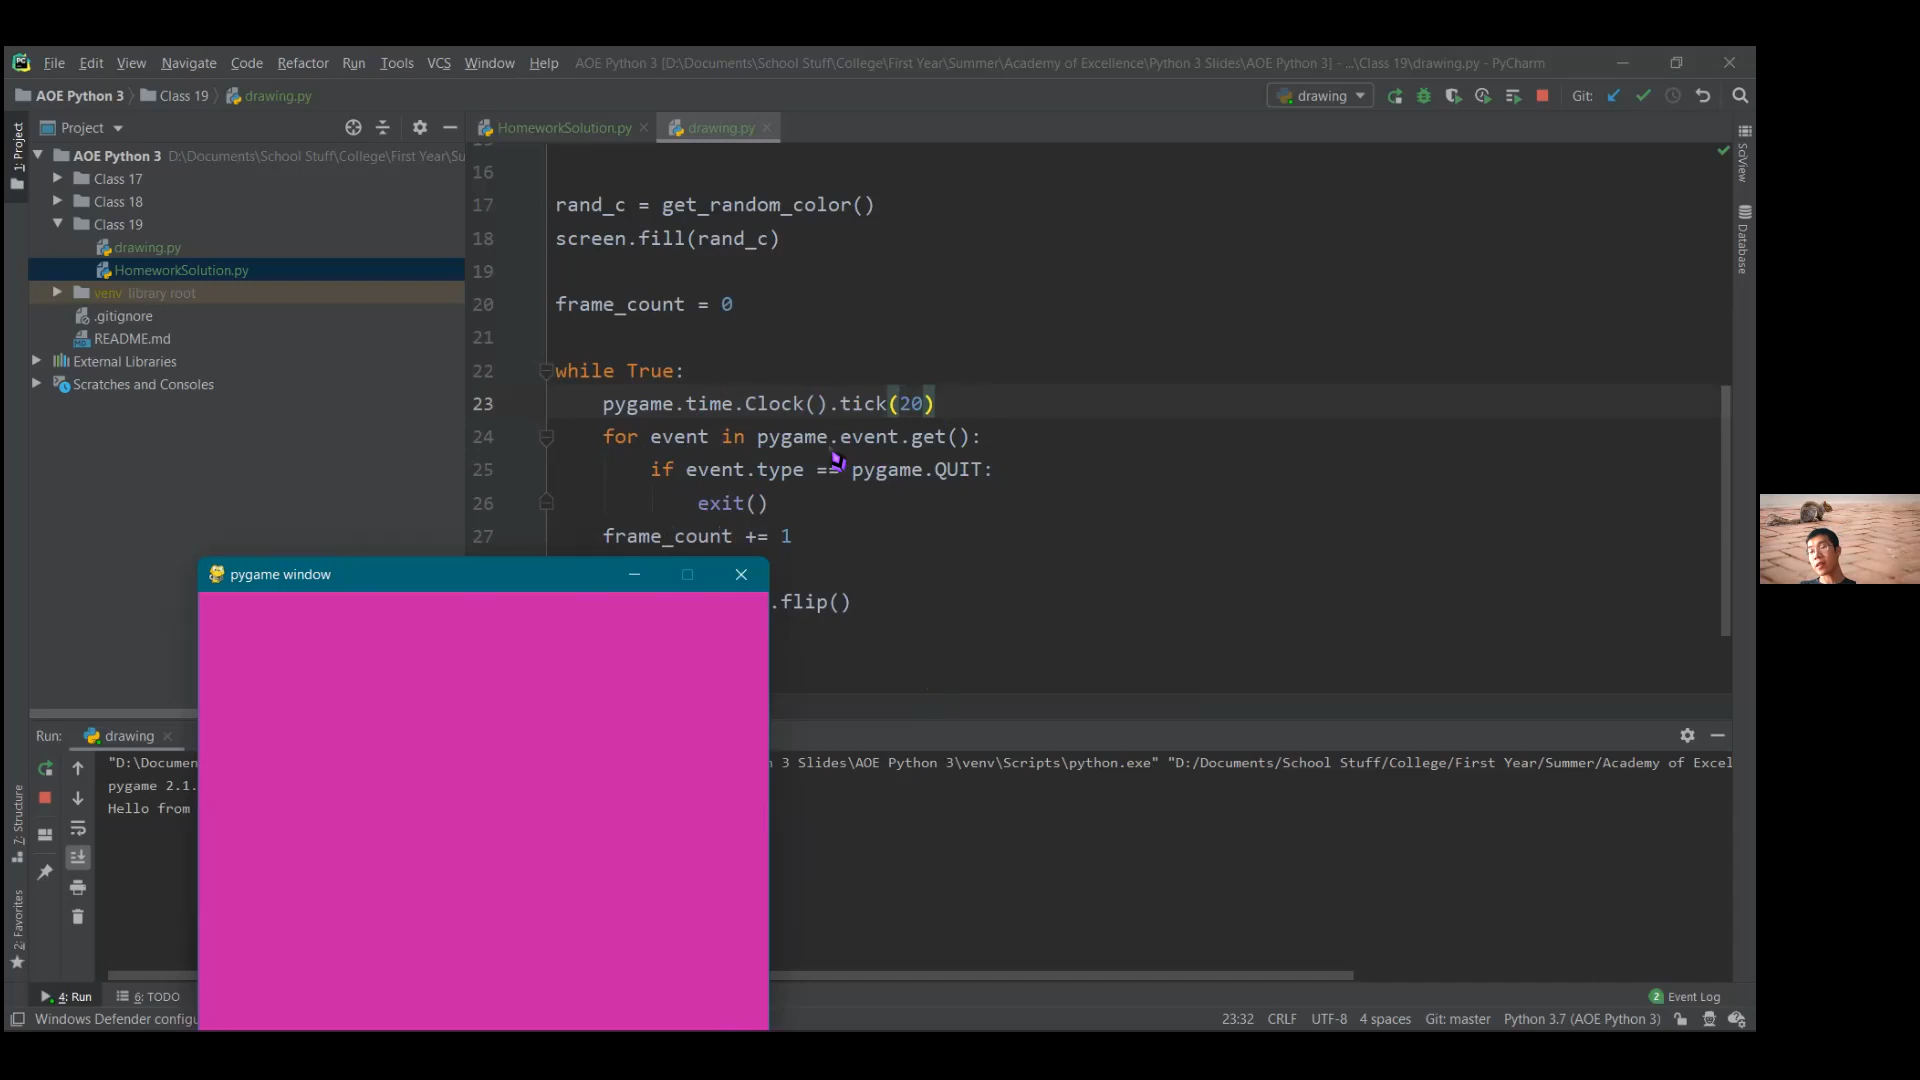 File Edit View Navigate Code Refactor Run Tools VCS Window Help AOE Python 3 [D:\Documents\School Stuff\College\First Year\Summer\Academy of Excellence\Python 3 Slides\AOE Python 3] - ...\Class 19\drawing.py - PyCharm
AOE Python 3 Class 19 drawing.py drawing Git:
Project HomeworkSolution.py drawing.py
1: Project
AOE Python 3 D:\Documents\School Stuff\College\First Year\Su
Class 17
Class 18
Class 19
drawing.py
HomeworkSolution.py
venv library root
.gitignore
README.md
External Libraries
Scratches and Consoles
16
17 rand_c = get_random_color()
18 screen.fill(rand_c)
19
20 frame_count = 0
21
22 while True:
23 pygame.time.Clock().tick(20)
24 for event in pygame.event.get():
25 if event.type == pygame.QUIT:
26 exit()
27 frame_count += 1
.flip()
SciView
Database
pygame window
Run: drawing
"D:\Documen
3 Slides\AOE Python 3\venv\Scripts\python.exe" "D:/Documents/School Stuff/College/First Year/Summer/Academy of Excel
pygame 2.1.
Hello from
7: Structure
2: Favorites
4: Run 6: TODO 2 Event Log
Windows Defender configu 23:32 CRLF UTF-8 4 spaces Git: master Python 3.7 (AOE Python 3)